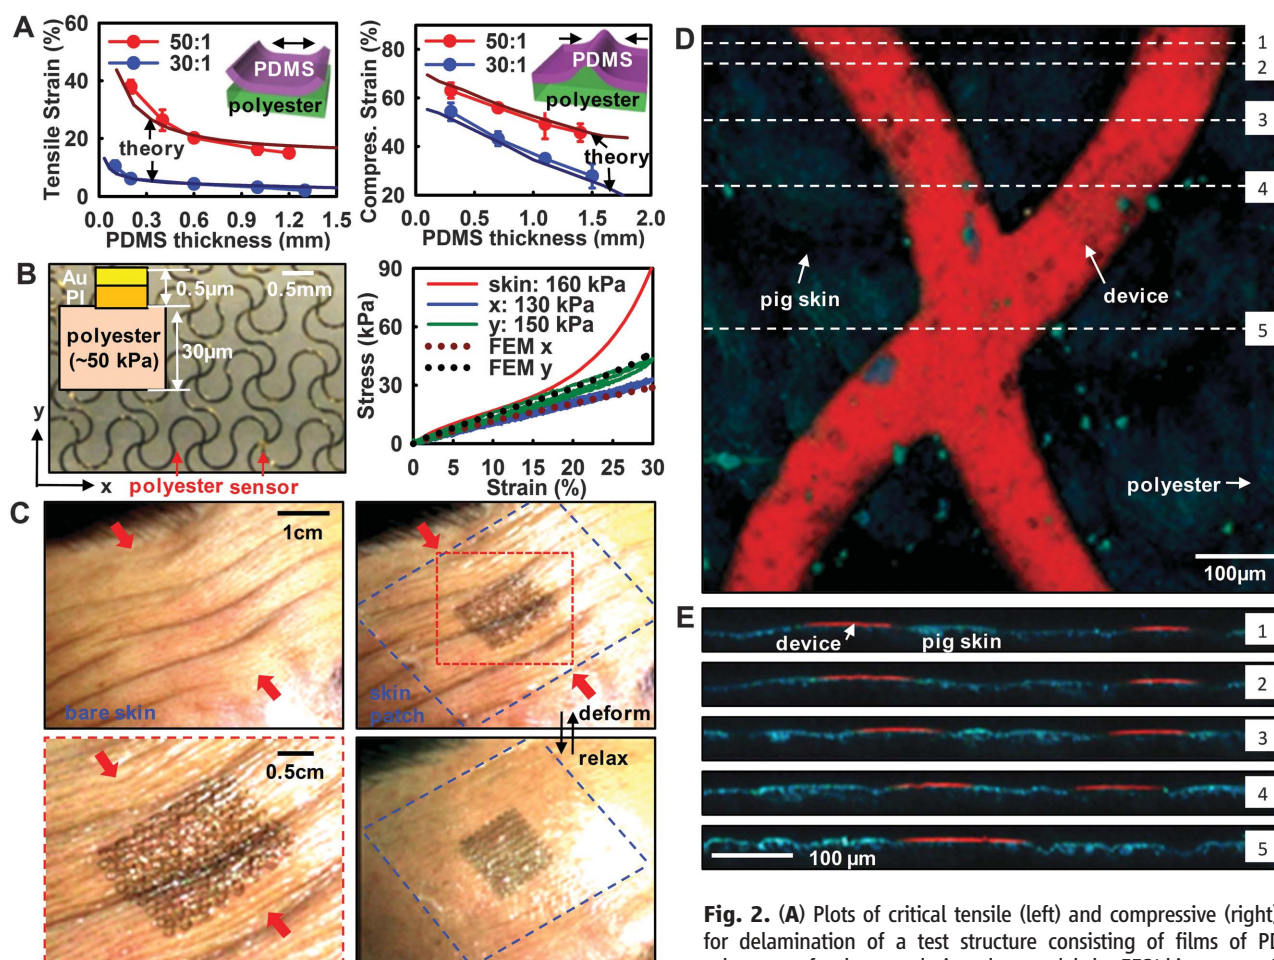 A
Tensile Strain (%)
60
40
20
0
50:1
30:1
PDMS
polyester
theory
0.0 0.3 0.6 1.0 1.2 1.5
PDMS thickness (mm)
Compres. Strain (%)
80
60
40
20
50:1
30:1
PDMS
polyester
theory
0.0 0.5 1.0 1.5 2.0
PDMS thickness (mm)
B
Au
PI
0.5μm
0.5mm
polyester
(~50 kPa)
30μm
y
x
polyester sensor
Stress (kPa)
90
60
30
0
skin: 160 kPa
x: 130 kPa
y: 150 kPa
FEM x
FEM y
0 5 10 15 20 25 30
Strain (%)
C
1cm
bare skin
skin
patch
deform
relax
0.5cm
D
1
2
3
4
5
pig skin
device
polyester
100μm
E
device
pig skin
1
2
3
4
5
100 μm
Fig. 2. (A) Plots of critical tensile (left) and compressive (right)
for delamination of a test structure consisting of films of PD